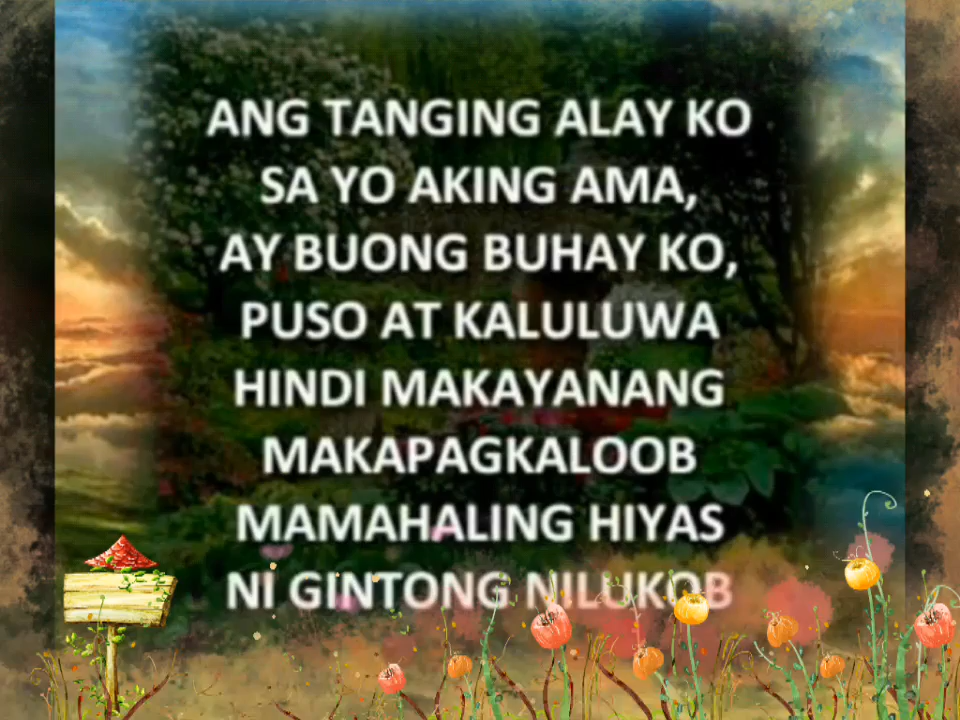 ANG TANGING ALAY KO
SA YO AKING AMA,
AY BUONG BUHAY KO,
PUSO AT KALULUWA
HINDI MAKAYANANG
MAKAPAGKALOOB
MAMAHALING HIYAS
NI GINTONG NILUKOB